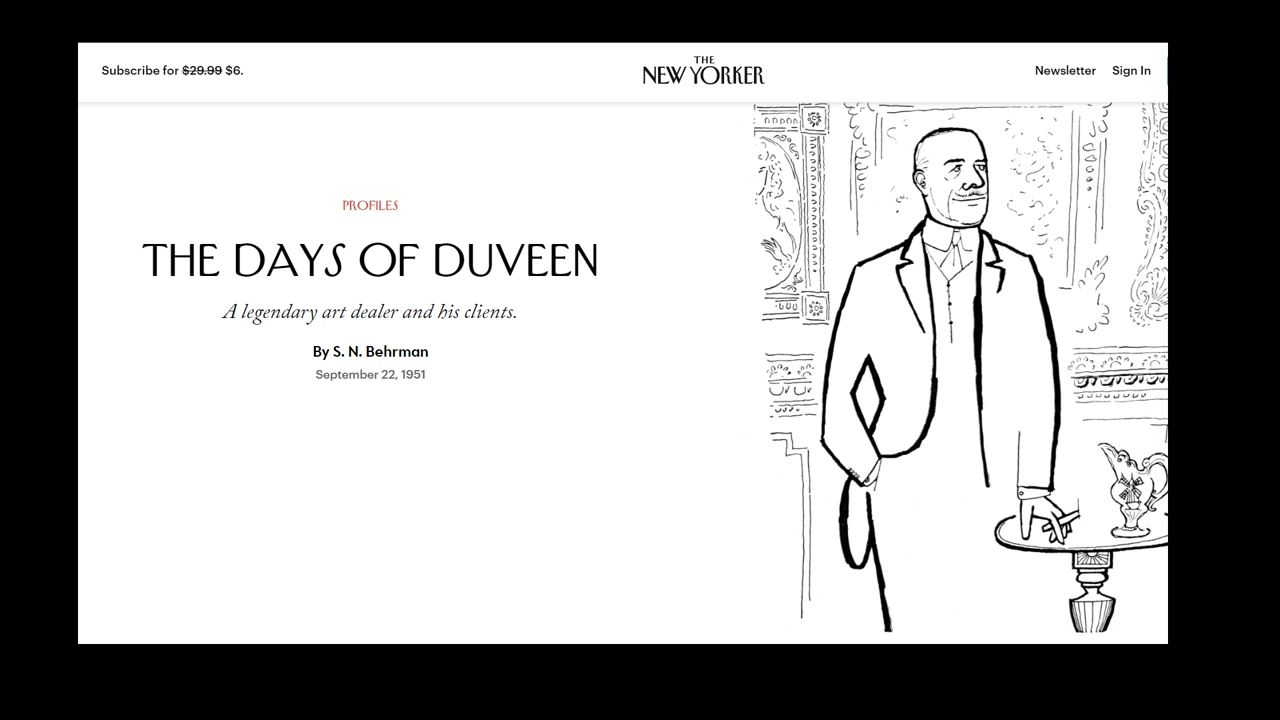 Subscribe for $29.99 $6.
THE
NEW YORKER
Newsletter
Sign In
PROFILES
THE DAYS OF DUVEEN
A legendary art dealer and his clients.
By S. N. Behrman
September 22, 1951